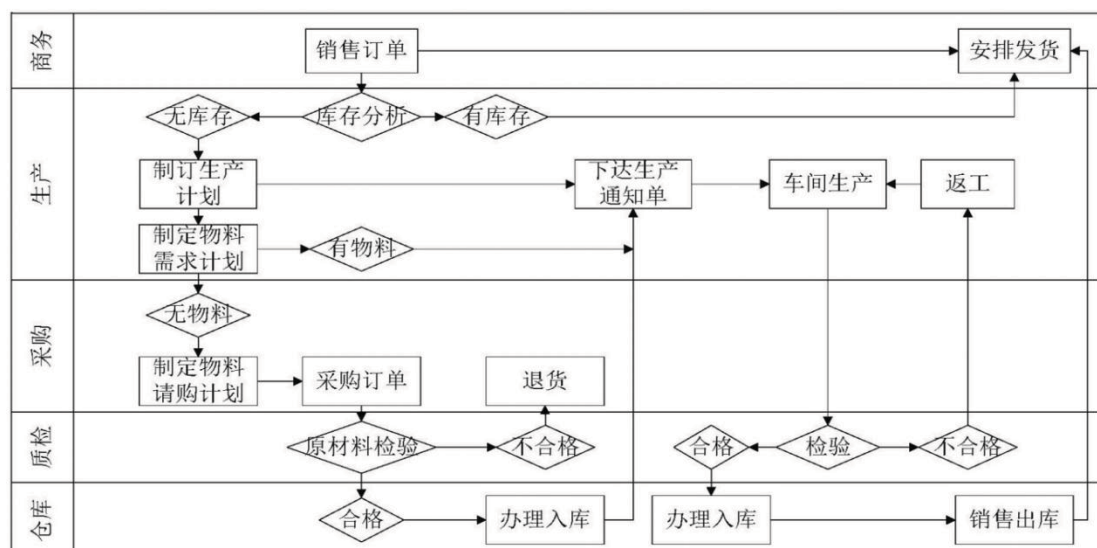 商务
销售订单
安排发货
生产
无库存
库存分析
有库存
制订生产
计划
下达生产
通知单
车间生产
返工
制定物料
需求计划
有物料
采购
无物料
制定物料
请购计划
采购订单
退货
质检
原材料检验
不合格
合格
检验
不合格
仓库
合格
办理入库
办理入库
销售出库